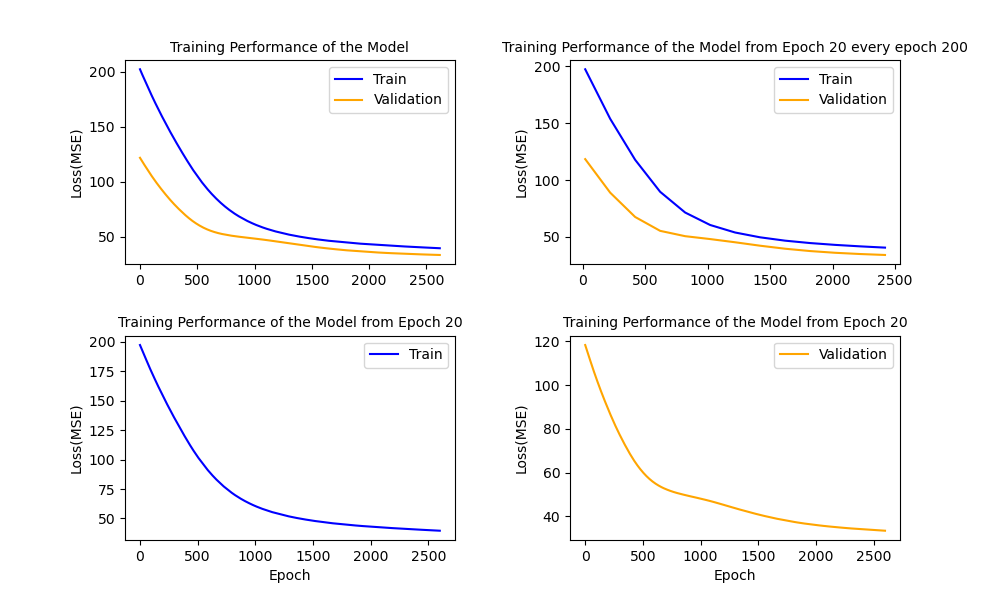 Training Performance of the Model
Loss(MSE)
200
150
100
50
0 500 1000 1500 2000 2500
Train
Validation
Training Performance of the Model from Epoch 20 every epoch 200
Loss(MSE)
200
150
100
50
0 500 1000 1500 2000 2500
Train
Validation
Training Performance of the Model from Epoch 20
Loss(MSE)
200
175
150
125
100
75
50
0 500 1000 1500 2000 2500
Epoch
Train
Training Performance of the Model from Epoch 20
Loss(MSE)
120
100
80
60
40
0 500 1000 1500 2000 2500
Epoch
Validation